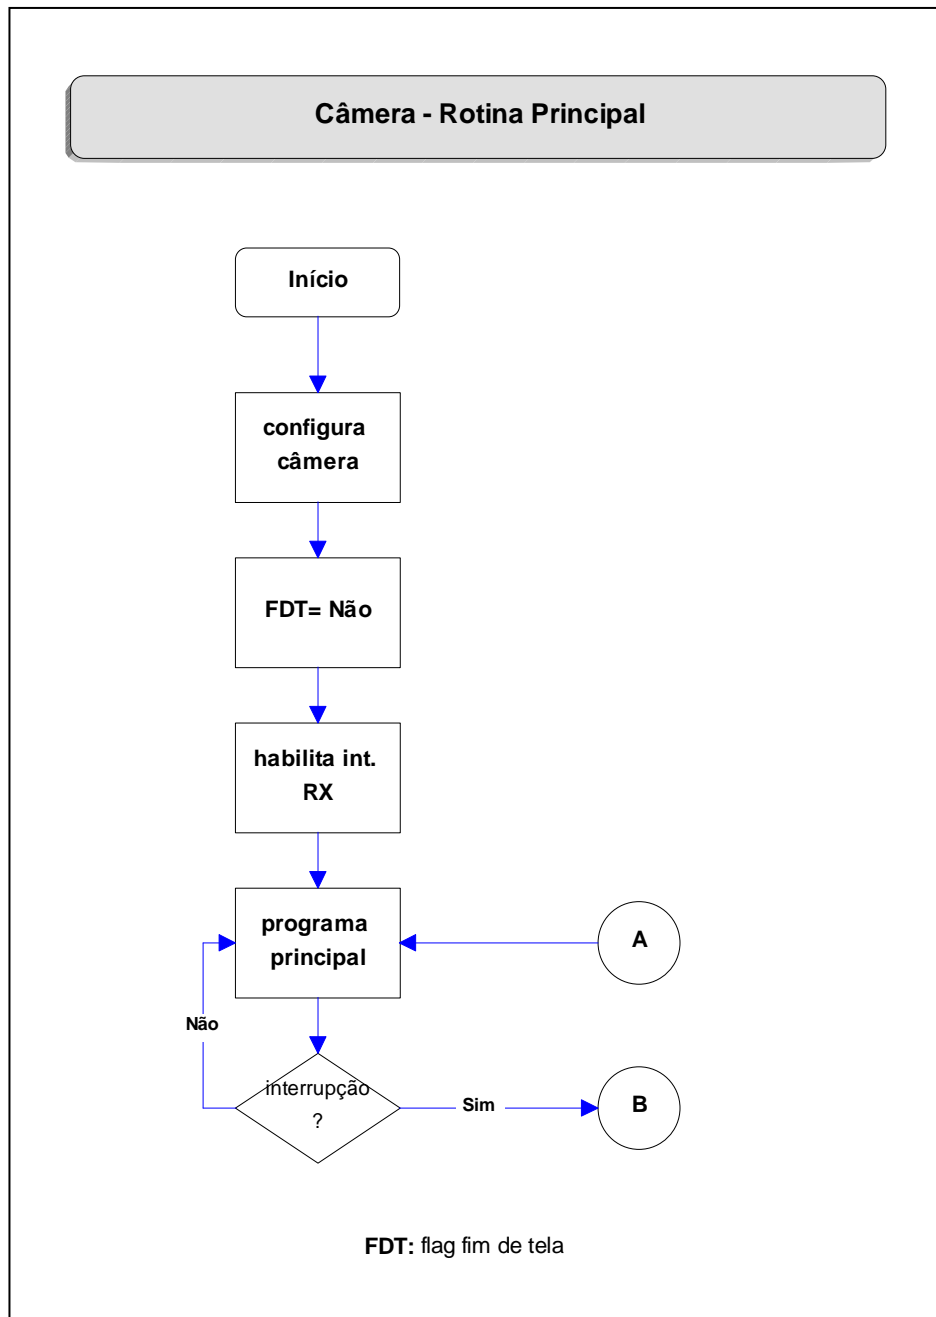 Câmera - Rotina Principal
Início
configura
câmera
FDT= Não
habilita int.
RX
programa
principal
A
Não
interrupção
?
Sim
B
FDT: flag fim de tela